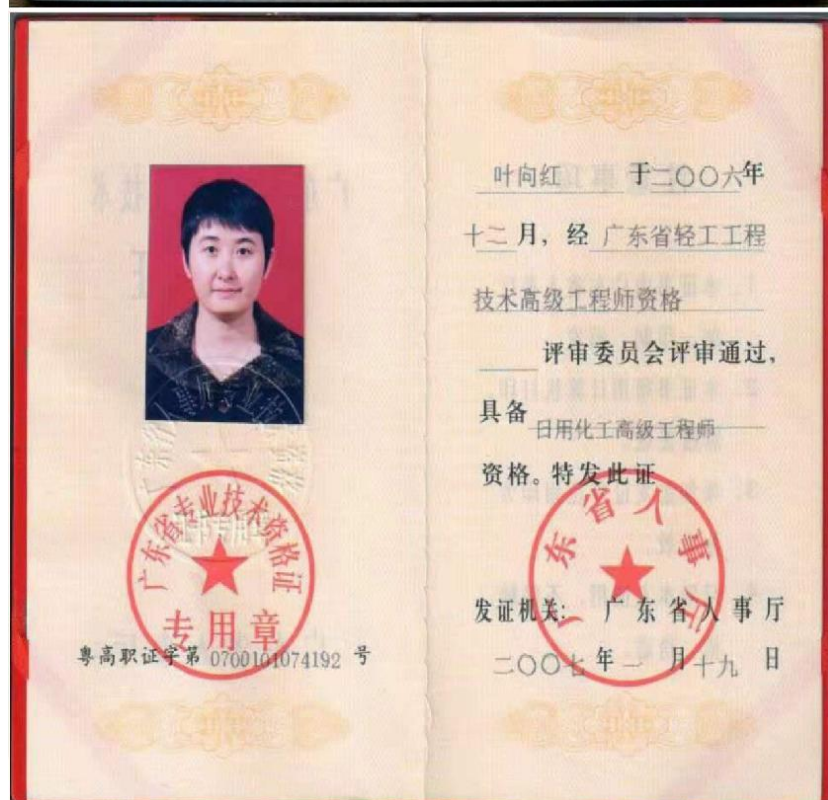 广东省专业技术资格证
专用章
粤高职证字第 0700101074192 号
叶向红 于二〇〇六年
十二月，经 广东省轻工工程
技术高级工程师资格
评审委员会评审通过，
具备 日用化工高级工程师
资格。特发此证
广东省人事厅
发证机关： 广东省人事厅
二〇〇七年一月十九日